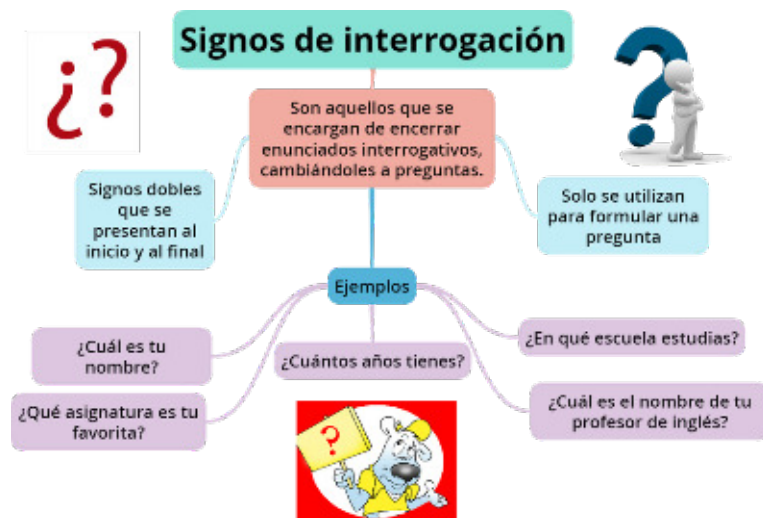 Signos de interrogación
¿?
?
Son aquellos que se
encargan de encerrar
enunciados interrogativos,
cambiándoles a preguntas.
Signos dobles
que se
presentan al
inicio y al final
Solo se utilizan
para formular una
pregunta
Ejemplos
¿Cuál es tu
nombre?
¿Cuántos años tienes?
¿En qué escuela estudias?
¿Qué asignatura es tu
favorita?
¿Cuál es el nombre de tu
profesor de inglés?
?